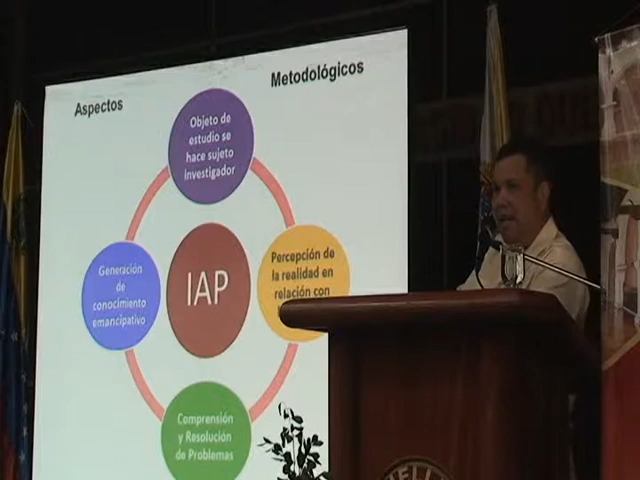 Aspectos
Metodológicos
Objeto de
estudio se
hace sujeto
investigador
Generación
de
conocimiento
emancipativo
IAP
Percepción de
la realidad en
relación con
Comprensión
y Resolución
de Problemas